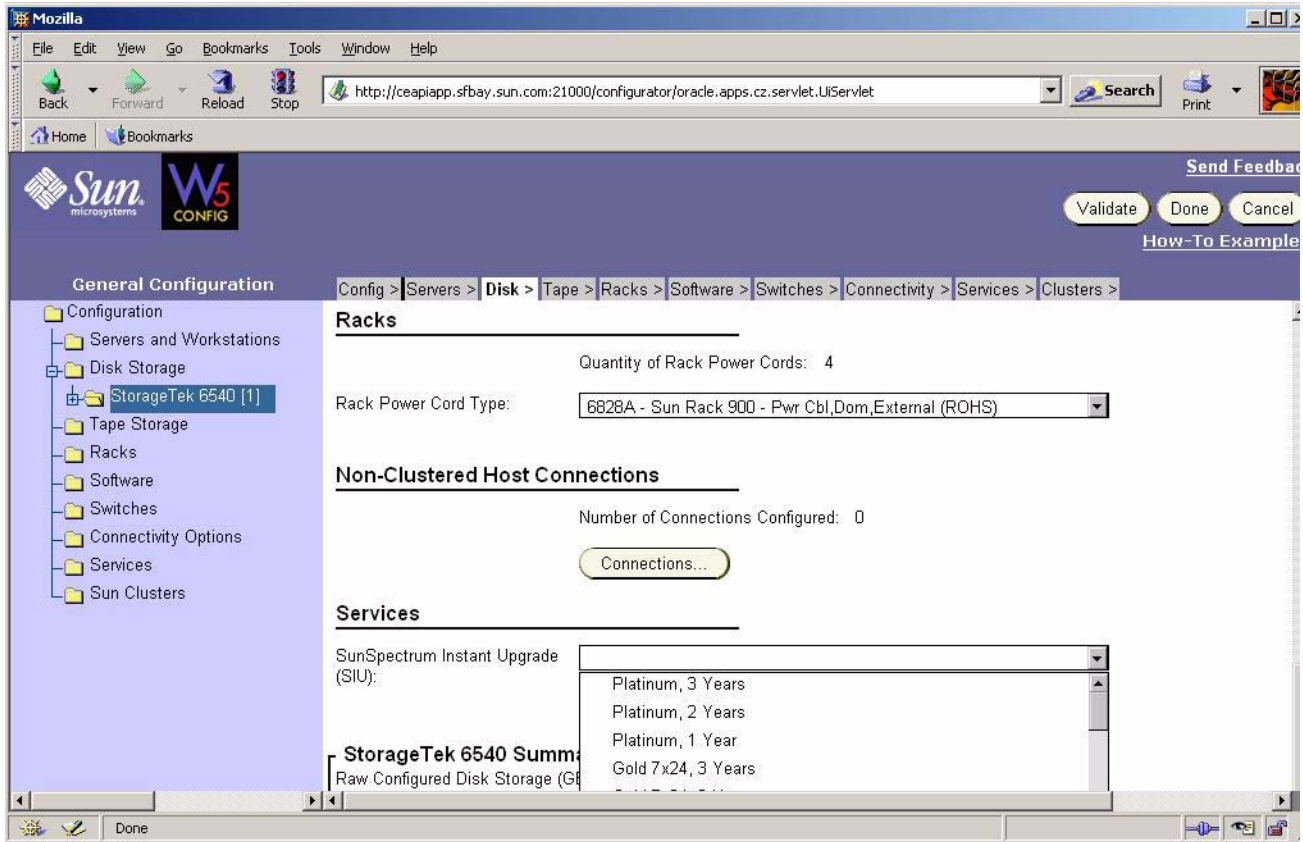 Mozilla
File Edit View Go Bookmarks Tools Window Help
Back Forward Reload Stop http://ceapiapp.sfbay.sun.com:21000/configurator/oracle.apps.cz.servlet.UiServlet Search Print
Home Bookmarks
Sun microsystems W5 CONFIG
Send Feedbac
Validate Done Cancel
How-To Example
General Configuration
Config > Servers > Disk > Tape > Racks > Software > Switches > Connectivity > Services > Clusters >
Configuration
Servers and Workstations
Disk Storage
StorageTek 6540 [1]
Tape Storage
Racks
Software
Switches
Connectivity Options
Services
Sun Clusters
Racks
Quantity of Rack Power Cords: 4
Rack Power Cord Type: 6828A - Sun Rack 900 - Pwr Cbl,Dom,External (ROHS)
Non-Clustered Host Connections
Number of Connections Configured: 0
Connections...
Services
SunSpectrum Instant Upgrade
(SIU):
Platinum, 3 Years
Platinum, 2 Years
Platinum, 1 Year
Gold 7x24, 3 Years
StorageTek 6540 Summa
Raw Configured Disk Storage (GB
Done